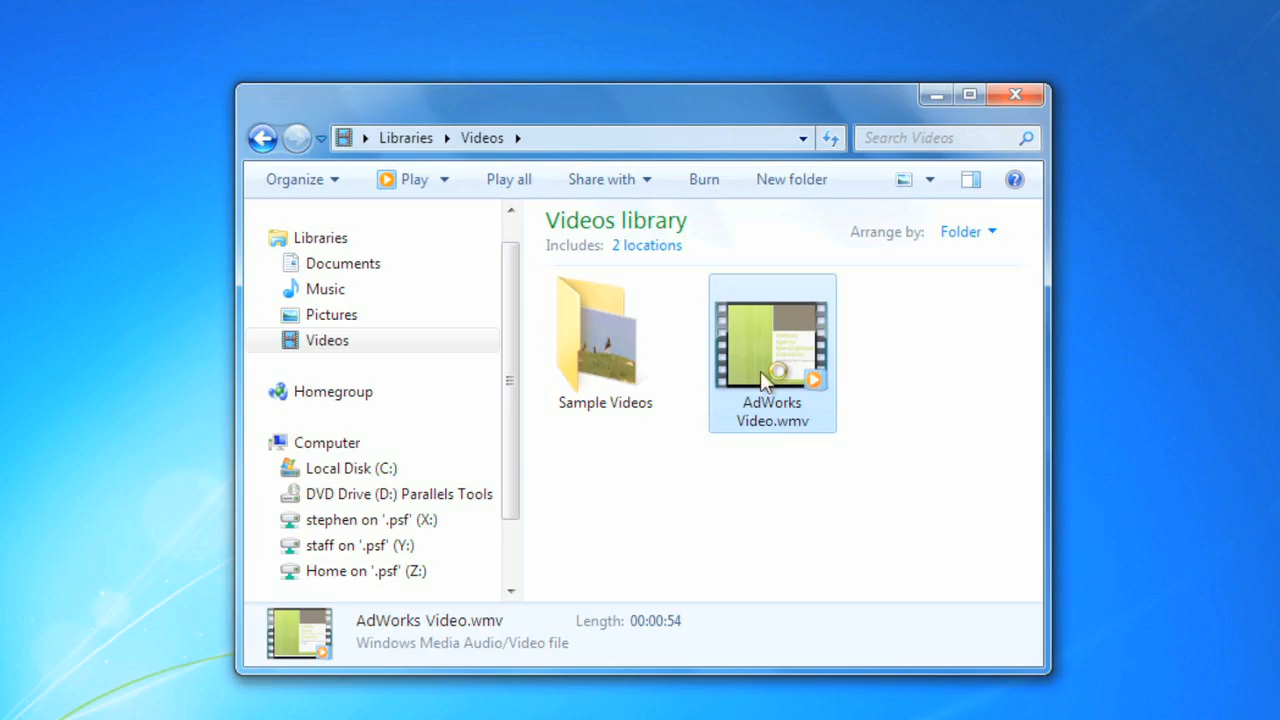 Libraries Videos
Search Videos
Organize Play Play all Share with Burn New folder
Libraries
Documents
Music
Pictures
Videos
Homegroup
Computer
Local Disk (C:)
DVD Drive (D:) Parallels Tools
stephen on '.psf' (X:)
staff on '.psf' (Y:)
Home on '.psf' (Z:)
Videos library
Includes: 2 locations
Arrange by: Folder
Sample Videos
AdWorks
Video.wmv
AdWorks Video.wmv Length: 00:00:54
Windows Media Audio/Video file